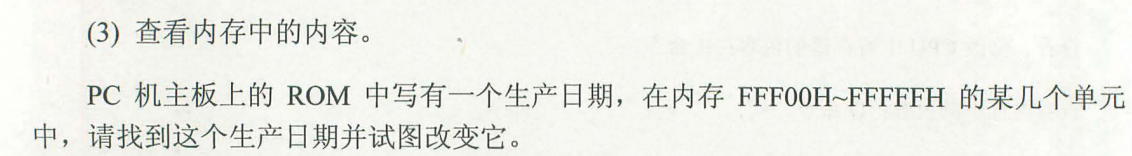 (3) 查看内存中的内容。
PC 机主板上的 ROM 中写有一个生产日期，在内存 FFF00H~FFFFFH 的某几个单元
中，请找到这个生产日期并试图改变它。